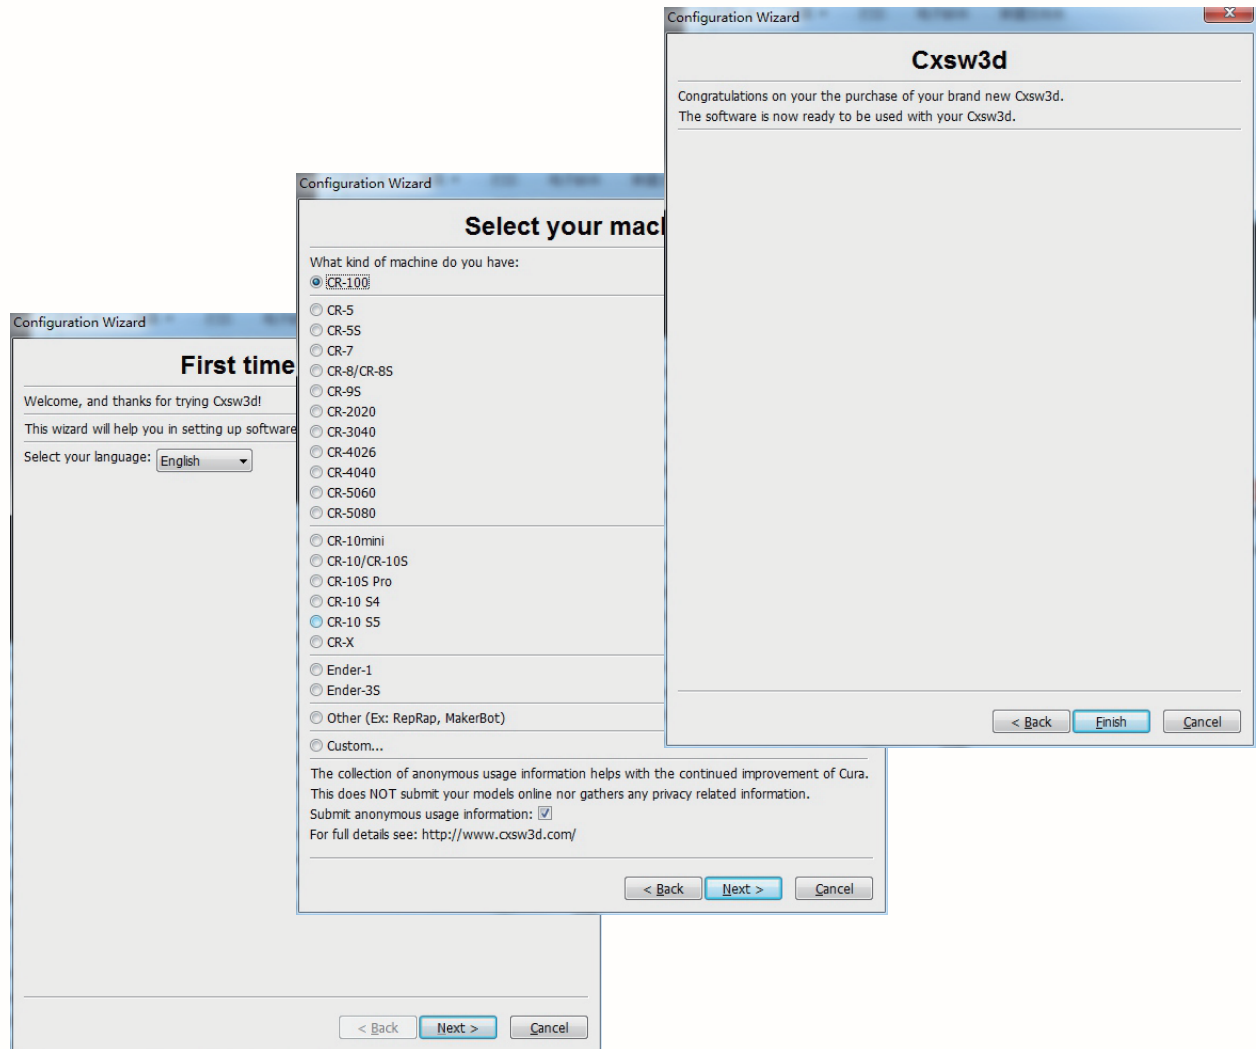 Configuration Wizard
First time
Welcome, and thanks for trying Cxsw3d!
This wizard will help you in setting up software
Select your language: English
< Back Next > Cancel
Configuration Wizard
Select your
What kind of machine do you have:
CR-100
CR-5
CR-5S
CR-7
CR-8/CR-8S
CR-9S
CR-2020
CR-3040
CR-4026
CR-4040
CR-5060
CR-5080
CR-10mini
CR-10/CR-10S
CR-10S Pro
CR-10 S4
CR-10 S5
CR-X
Ender-1
Ender-3S
Other (Ex: RepRap, MakerBot)
Custom...
The collection of anonymous usage information helps with the continued improvement of Cura.
This does NOT submit your models online nor gathers any privacy related information.
Submit anonymous usage information:
For full details see: http://www.cxsw3d.com/
< Back Next > Cancel
Configuration Wizard
Cxsw3d
Congratulations on your the purchase of your brand new Cxsw3d.
The software is now ready to be used with your Cxsw3d.
< Back Finish Cancel